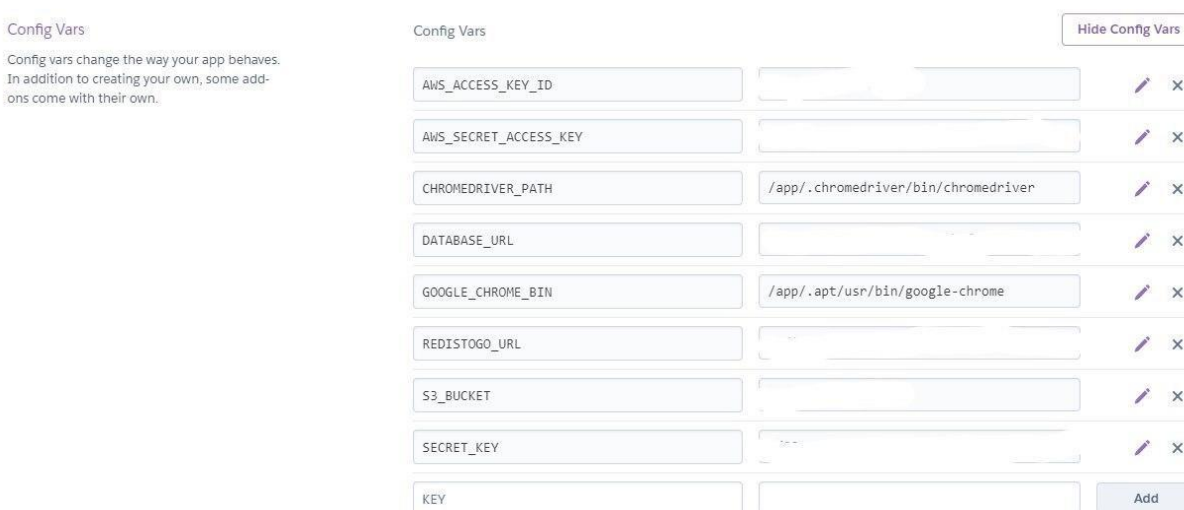 Config Vars
Config vars change the way your app behaves.
In addition to creating your own, some add-
ons come with their own.
Config Vars
Hide Config Vars
AWS_ACCESS_KEY_ID
AWS_SECRET_ACCESS_KEY
CHROMEDRIVER_PATH /app/.chromedriver/bin/chromedriver
DATABASE_URL
GOOGLE_CHROME_BIN /app/.apt/usr/bin/google-chrome
REDISTOGO_URL
S3_BUCKET
SECRET_KEY
KEY Add